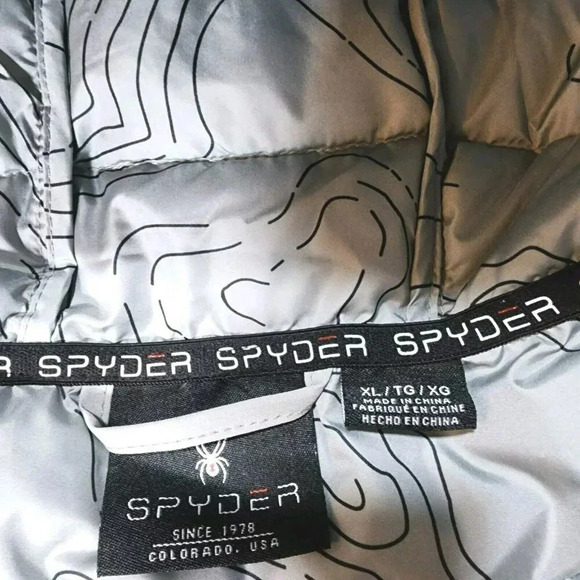 SPYDER SPYDER SPYDER
XL / TG / XG
MADE IN CHINA
FABRIQUÉ EN CHINE
HECHO EN CHINA
SPYDER
SINCE 1978
COLORADO, USA